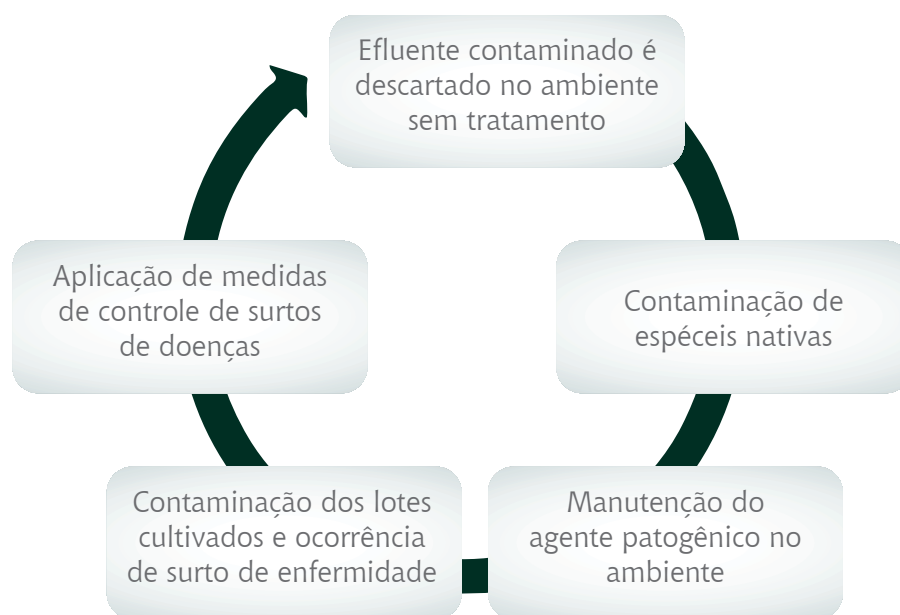 Efluente contaminado é
descartado no ambiente
sem tratamento
Contaminação de
espéceis nativas
Manutenção do
agente patogênico no
ambiente
Contaminação dos lotes
cultivados e ocorrência
de surto de enfermidade
Aplicação de medidas
de controle de surtos
de doenças